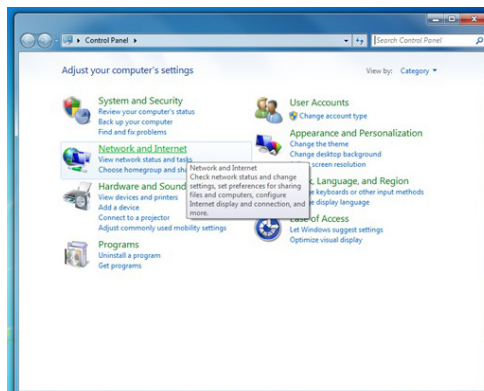 Control Panel
Search Control Panel
Adjust your computer's settings
View by: Category
System and Security
Review your computer's status
Back up your computer
Find and fix problems
Network and Internet
View network status and tasks
Choose homegroup and sha
Hardware and Sound
View devices and printers
Add a device
Connect to a projector
Adjust commonly used mobility settings
Programs
Uninstall a program
Get programs
Network and Internet
Check network status and change
settings, set preferences for sharing
files and computers, configure
Internet display and connection, and
more.
User Accounts
Change account type
Appearance and Personalization
Change the theme
Change desktop background
screen resolution
Language, and Region
keyboards or other input methods
display language
Ease of Access
Let Windows suggest settings
Optimize visual display